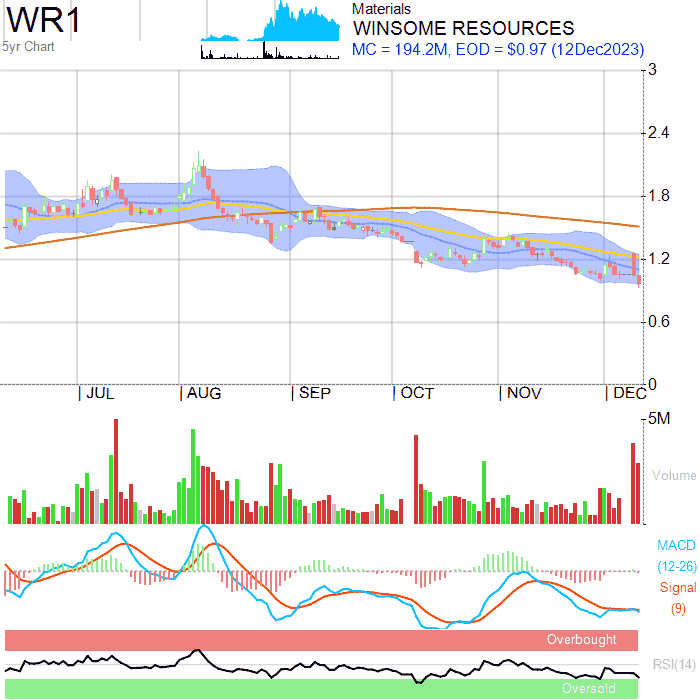 WR1
5yr Chart
Materials
WINSOME RESOURCES
MC = 194.2M, EOD = $0.97 (12Dec2023)
3
2.4
1.8
1.2
0.6
0
JUL AUG SEP OCT NOV DEC
5M
Volume
MACD
(12-26)
Signal
(9)
Overbought
RSI(14)
Oversold